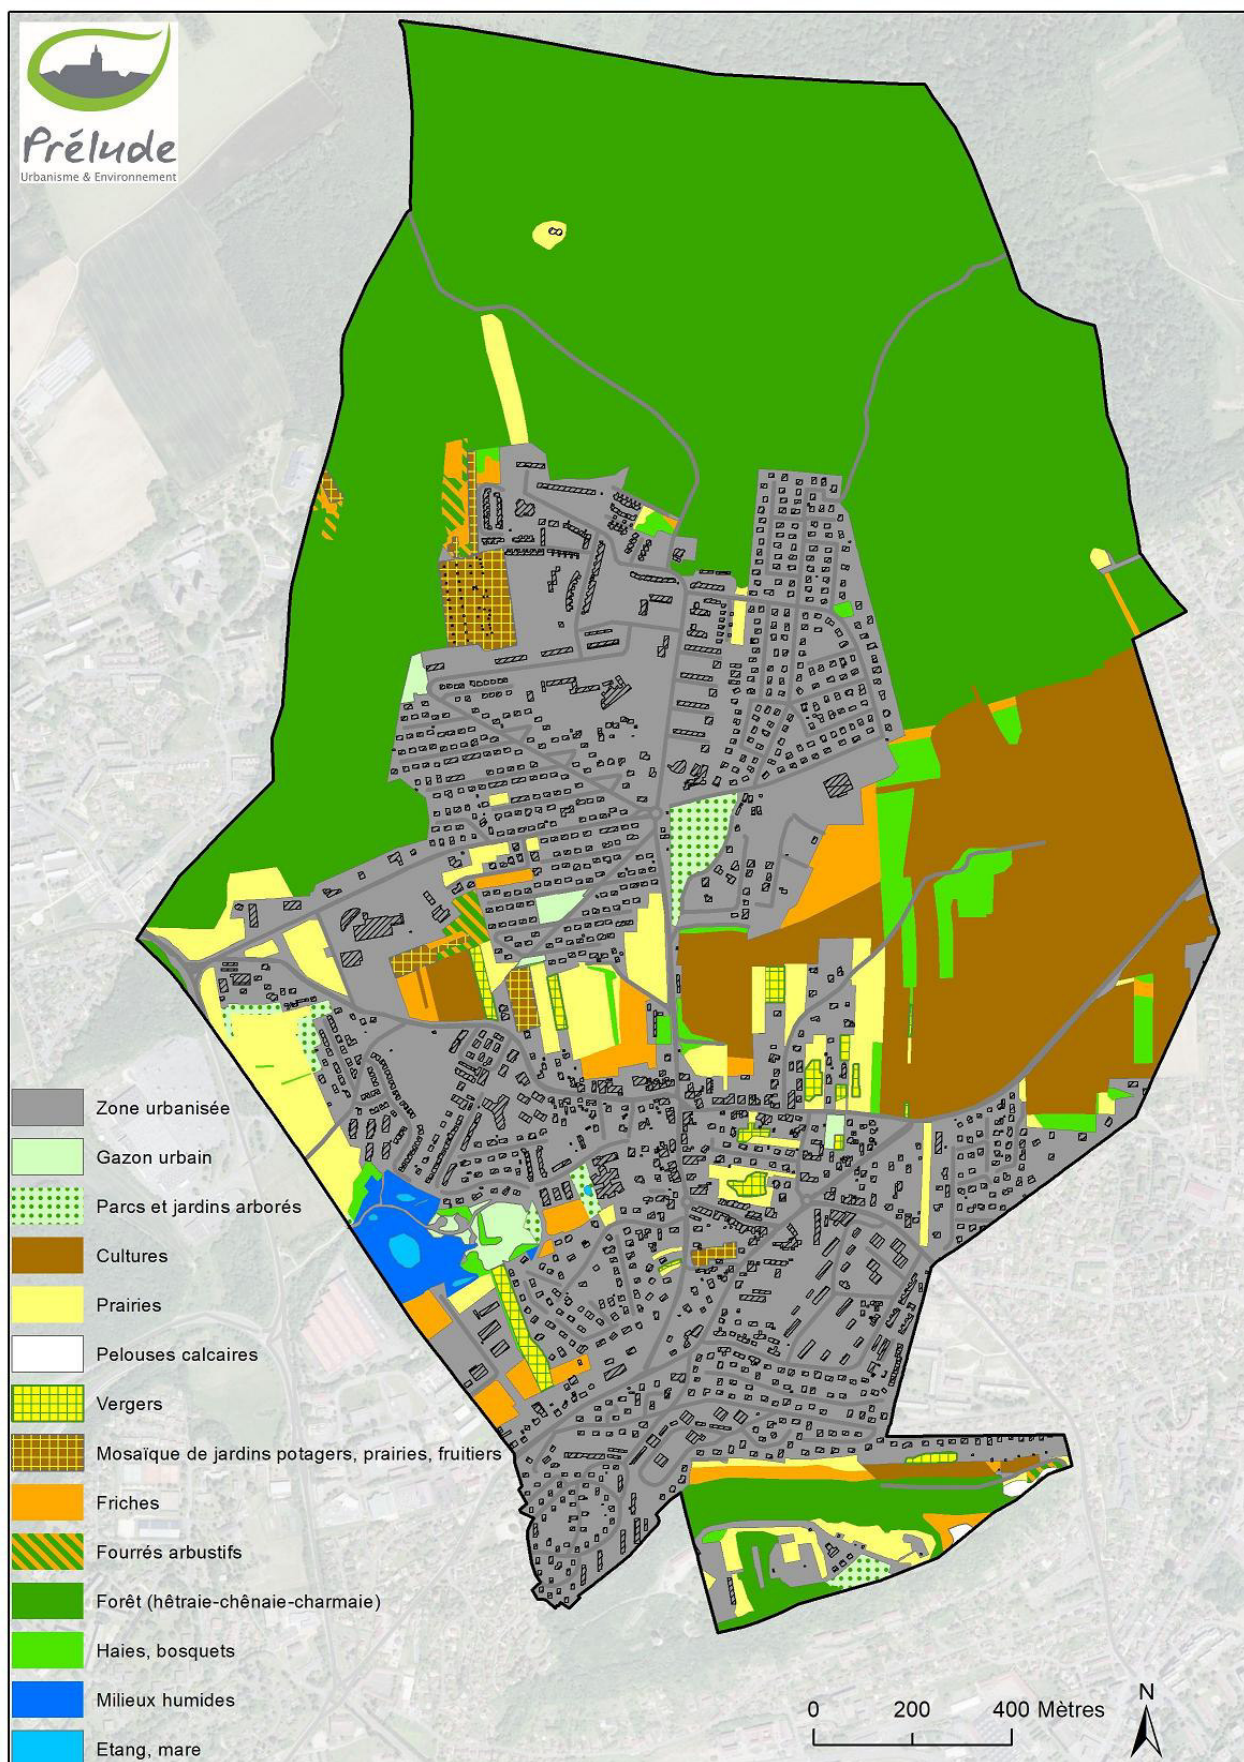 Prélude
Urbanisme & Environnement
Zone urbanisée
Gazon urbain
Parcs et jardins arborés
Cultures
Prairies
Pelouses calcaires
Vergers
Mosaïque de jardins potagers, prairies, fruitiers
Friches
Fourrés arbustifs
Forêt (hêtraie-chênaie-charmaie)
Haies, bosquets
Milieux humides
Etang, mare
0 200 400 Mètres
N